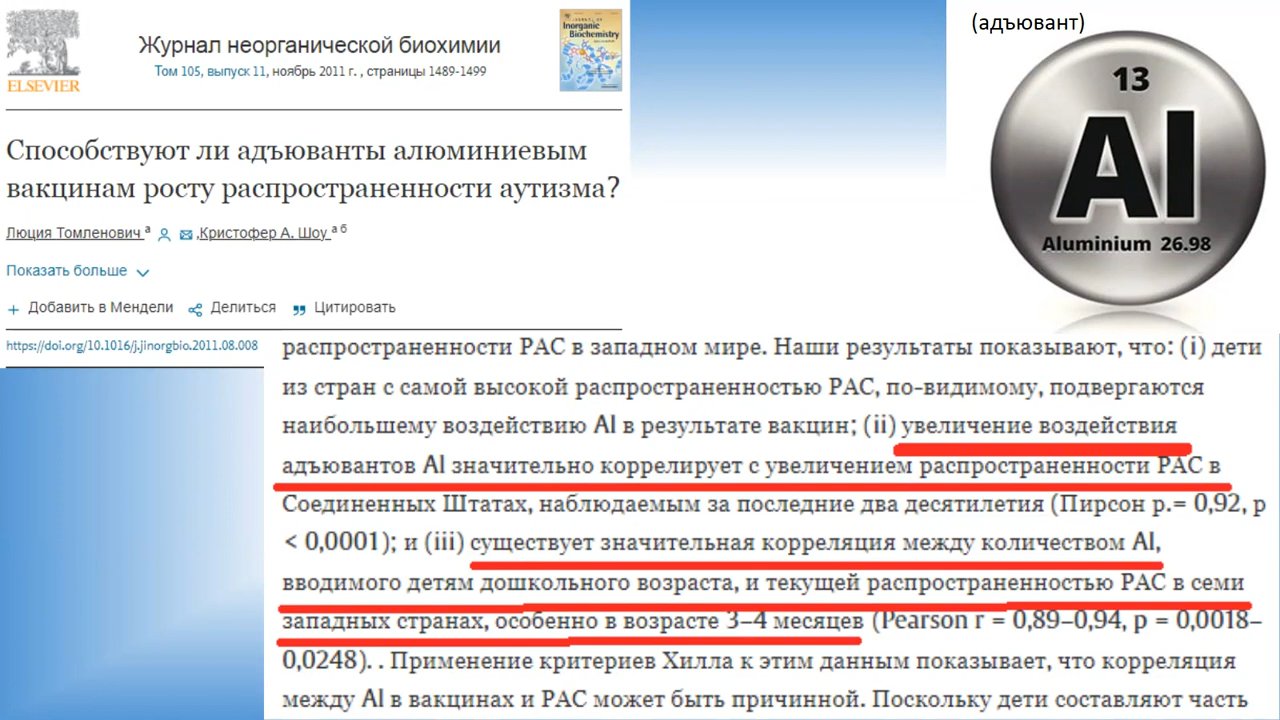 ELSEVIER
Журнал неорганической биохимии
Том 105, выпуск 11, ноябрь 2011 г. , страницы 1489-1499
Inorganic
Biochemistry
(адъювант)
13
Al
Aluminium 26.98
Способствуют ли адъюванты алюминиевым
вакцинам росту распространенности аутизма?
Люция Томленович а ,Кристофер А. Шоу а б
Показать больше
+ Добавить в Мендели Делиться Цитировать
https://doi.org/10.1016/j.jinorgbio.2011.08.008
распространенности РАС в западном мире. Наши результаты показывают, что: (i) дети
из стран с самой высокой распространенностью РАС, по-видимому, подвергаются
наибольшему воздействию Al в результате вакцин; (ii) увеличение воздействия
адъювантов Al значительно коррелирует с увеличением распространенности РАС в
Соединенных Штатах, наблюдаемым за последние два десятилетия (Пирсон р.= 0,92, p
< 0,0001); и (iii) существует значительная корреляция между количеством Al,
вводимого детям дошкольного возраста, и текущей распространенностью РАС в семи
западных странах, особенно в возрасте 3–4 месяцев (Pearson r = 0,89–0,94, p = 0,0018–
0,0248). . Применение критериев Хилла к этим данным показывает, что корреляция
между Al в вакцинах и РАС может быть причинной. Поскольку дети составляют часть